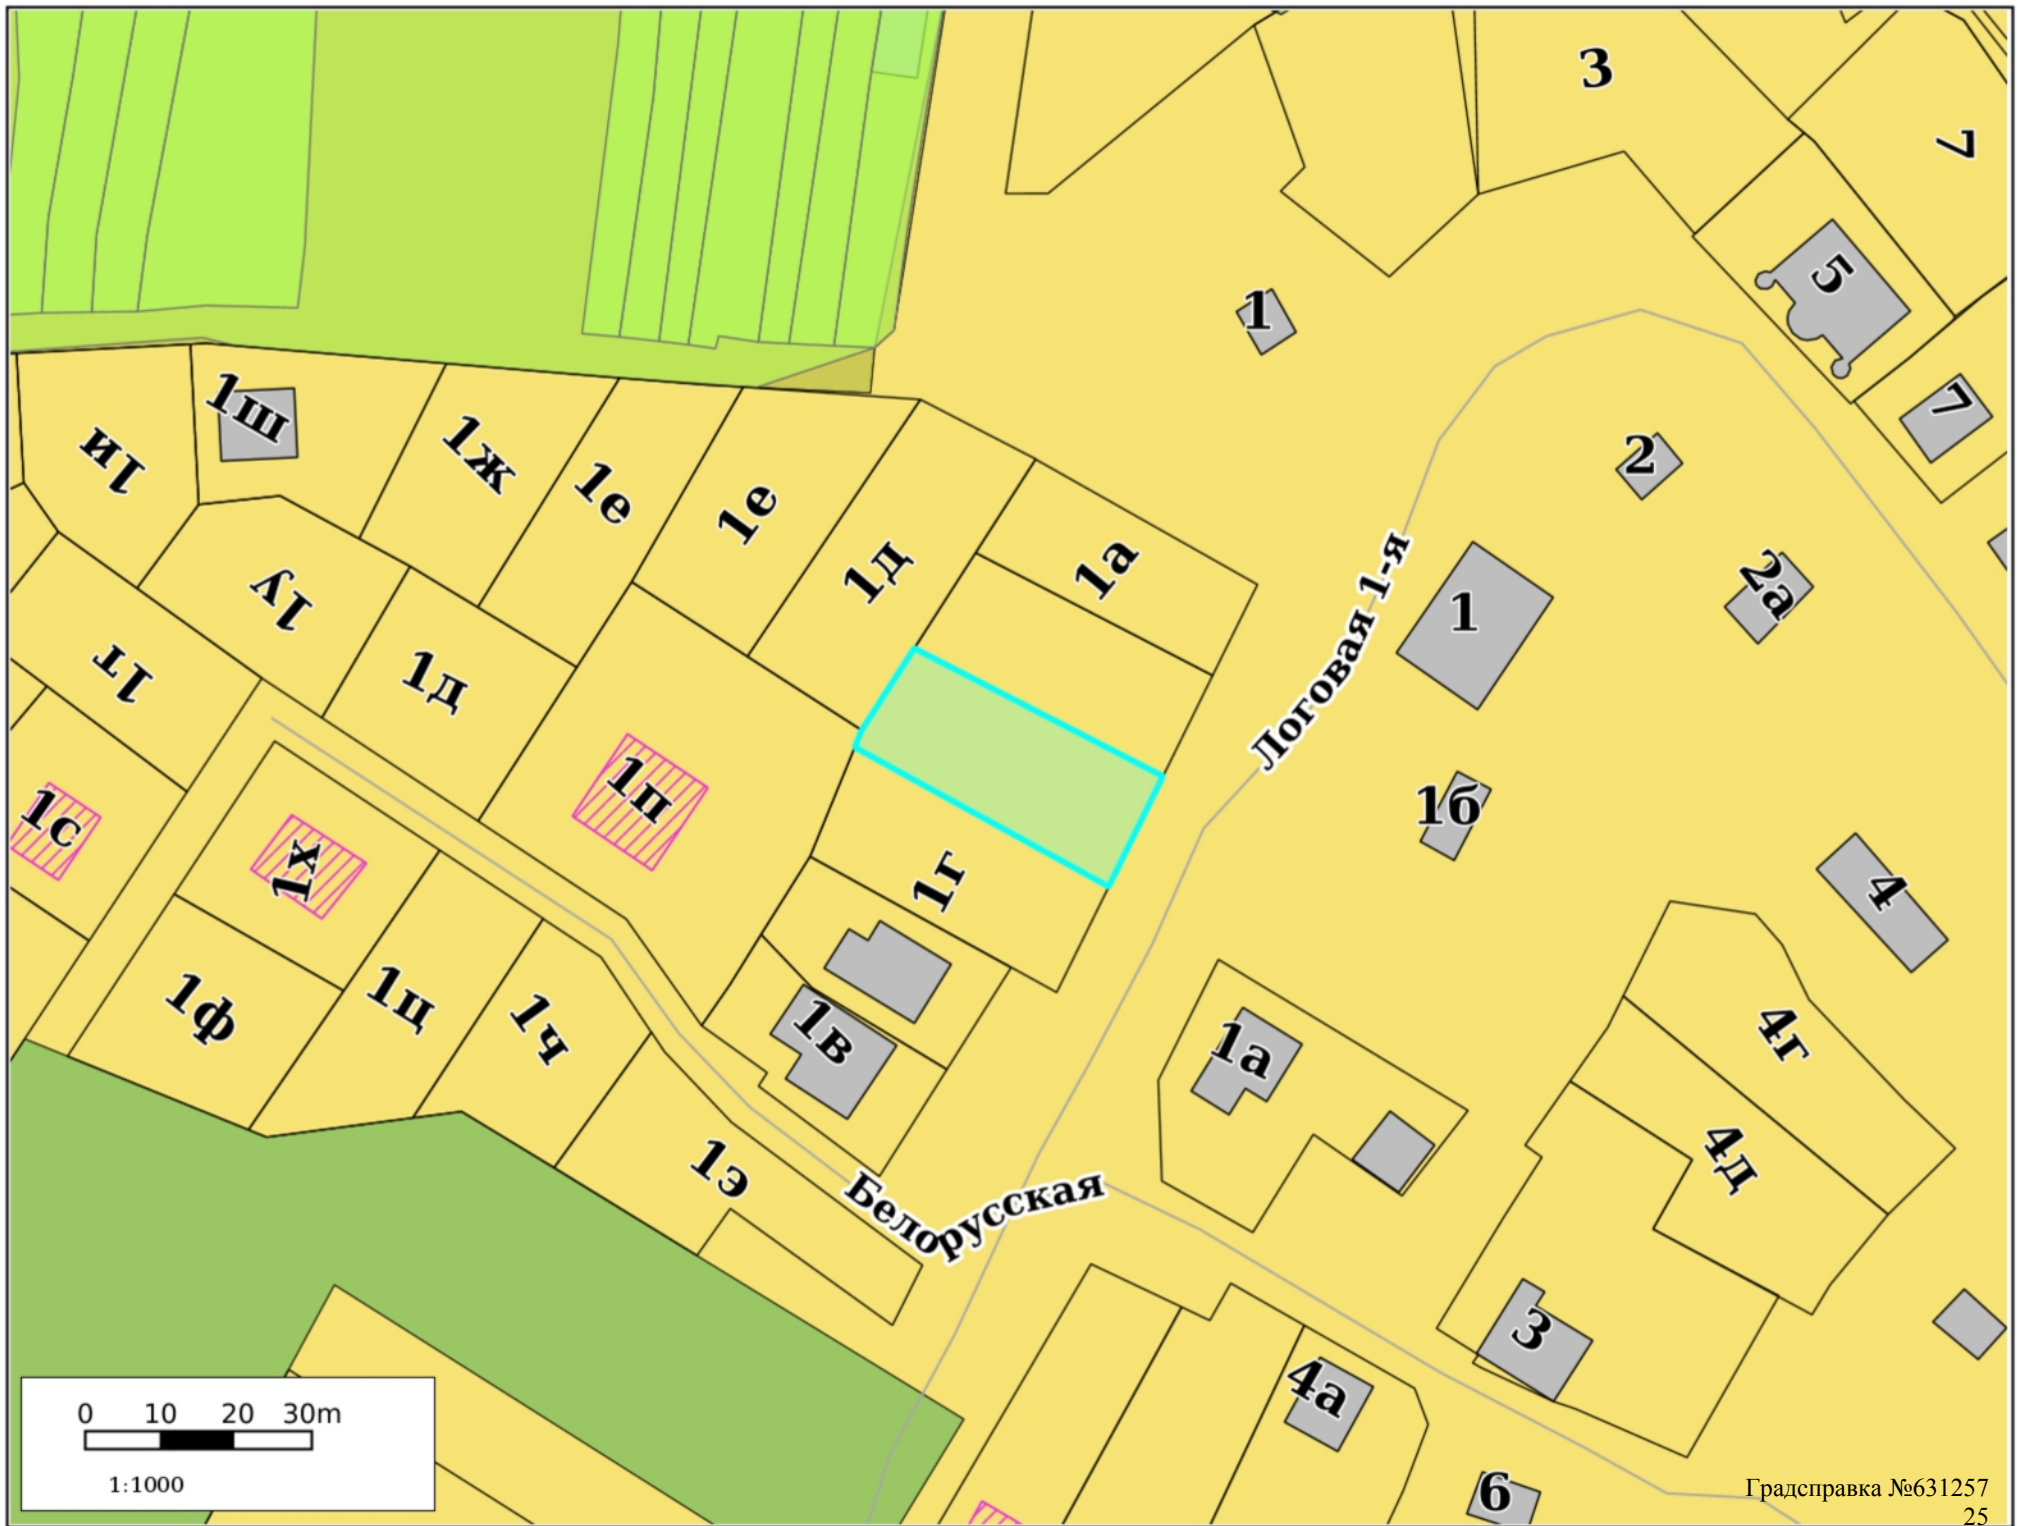 3
7
5
1
7
2
1ш
1и
1ж
1е
1е
1д
1а
2а
1у
1
1т
1д
Логовая 1-я
1п
1б
1с
1х
1г
4
1ф
1ц
1ч
1в
1а
4г
4д
1э
Белорусская
3
4а
6
0 10 20 30m
1:1000
Градсправка №631257
25